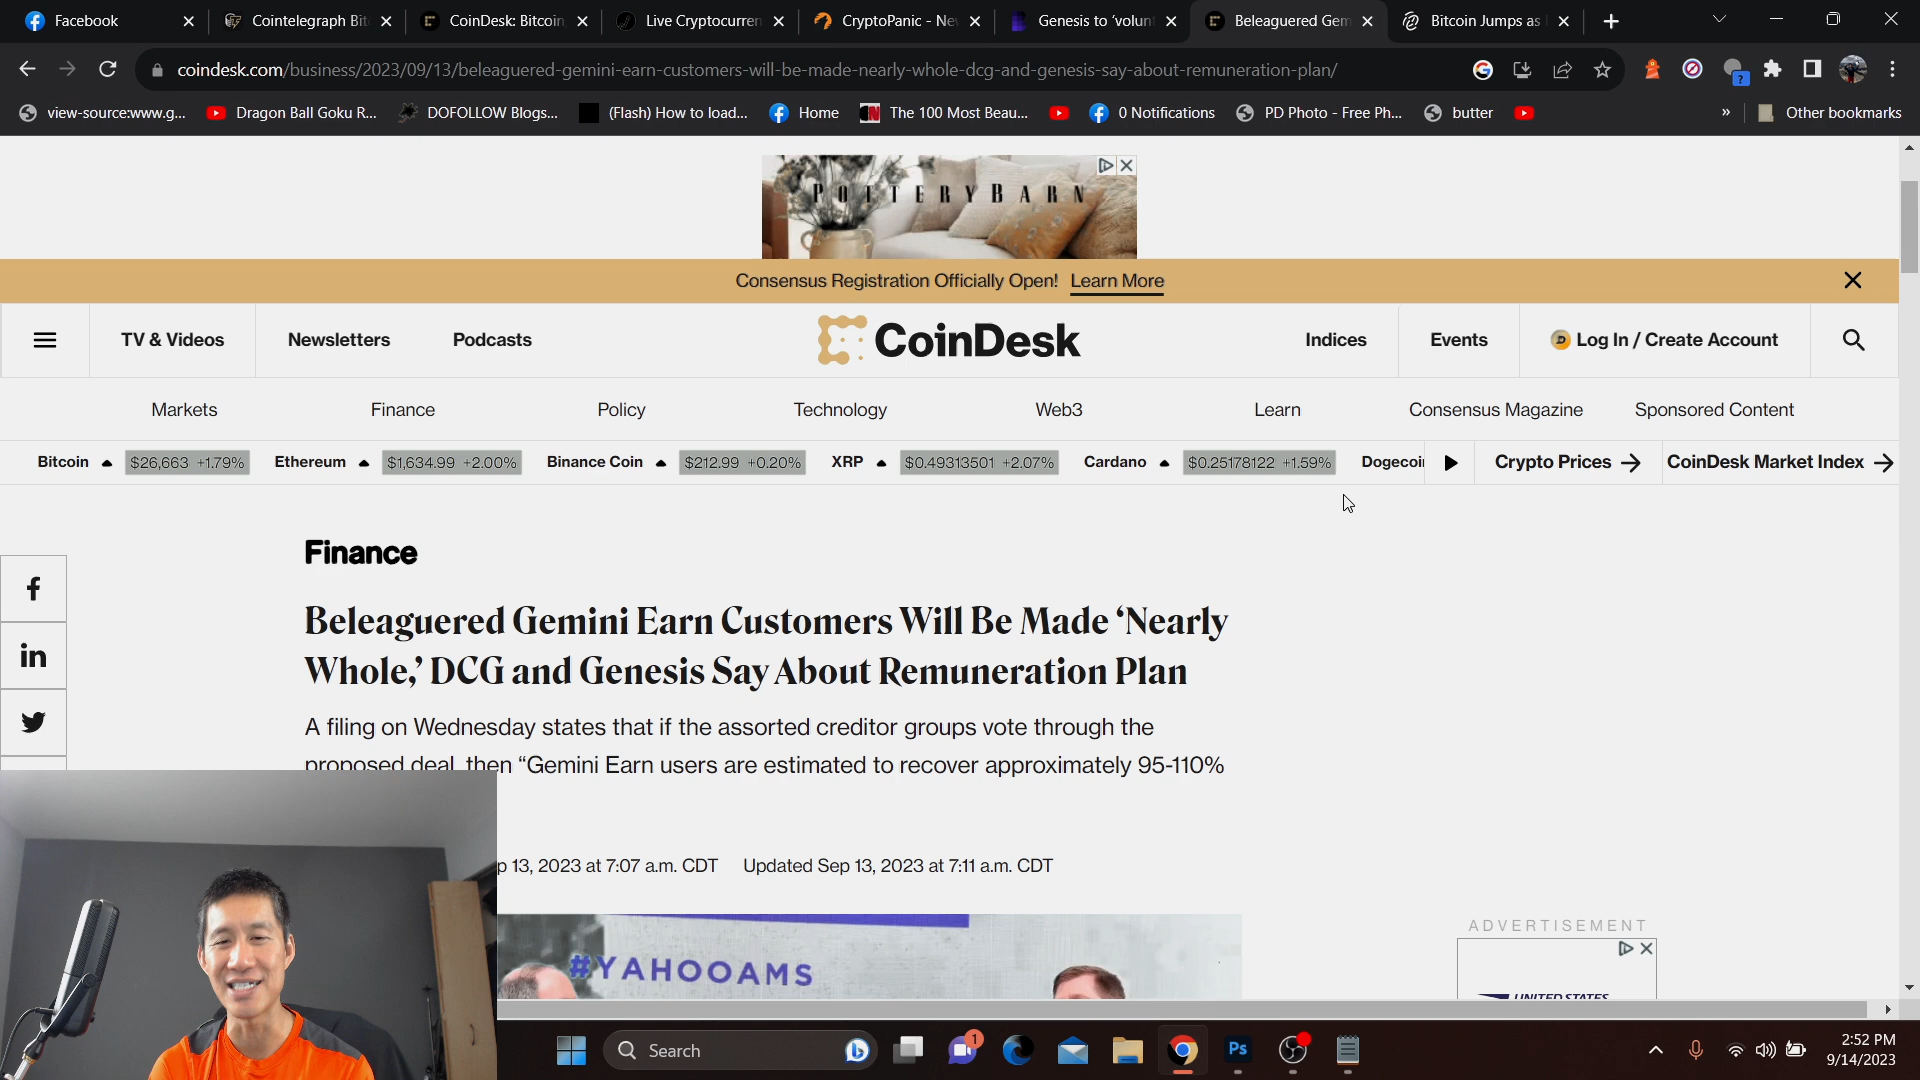 Facebook
Cointelegraph Bit
CoinDesk: Bitcoin,
Live Cryptocurren
CryptoPanic - Ne
Genesis to ‘volunt
Beleaguered Gem
Bitcoin Jumps as
coindesk.com/business/2023/09/13/beleaguered-gemini-earn-customers-will-be-made-nearly-whole-dcg-and-genesis-say-about-remuneration-plan/
view-source:www.g...
Dragon Ball Goku R...
DOFOLLOW Blogs...
(Flash) How to load...
Home
The 100 Most Beau...
0 Notifications
PD Photo - Free Ph...
butter
»
Other bookmarks
POTTERYBARN
Consensus Registration Officially Open! Learn More
TV & Videos
Newsletters
Podcasts
CoinDesk
Indices
Events
Log In / Create Account
Markets
Finance
Policy
Technology
Web3
Learn
Consensus Magazine
Sponsored Content
Bitcoin $26,663 +1.79%
Ethereum $1,634.99 +2.00%
Binance Coin $212.99 +0.20%
XRP $0.49313501 +2.07%
Cardano $0.25178122 +1.59%
Dogecoi
Crypto Prices
CoinDesk Market Index
Finance
Beleaguered Gemini Earn Customers Will Be Made ‘Nearly
Whole,’ DCG and Genesis Say About Remuneration Plan
A filing on Wednesday states that if the assorted creditor groups vote through the
proposed deal, then “Gemini Earn users are estimated to recover approximately 95-110%
p 13, 2023 at 7:07 a.m. CDT
Updated Sep 13, 2023 at 7:11 a.m. CDT
#YAHOOAMS
ADVERTISEMENT
UNITED STATES
Search
1
Ps
2:52 PM
9/14/2023